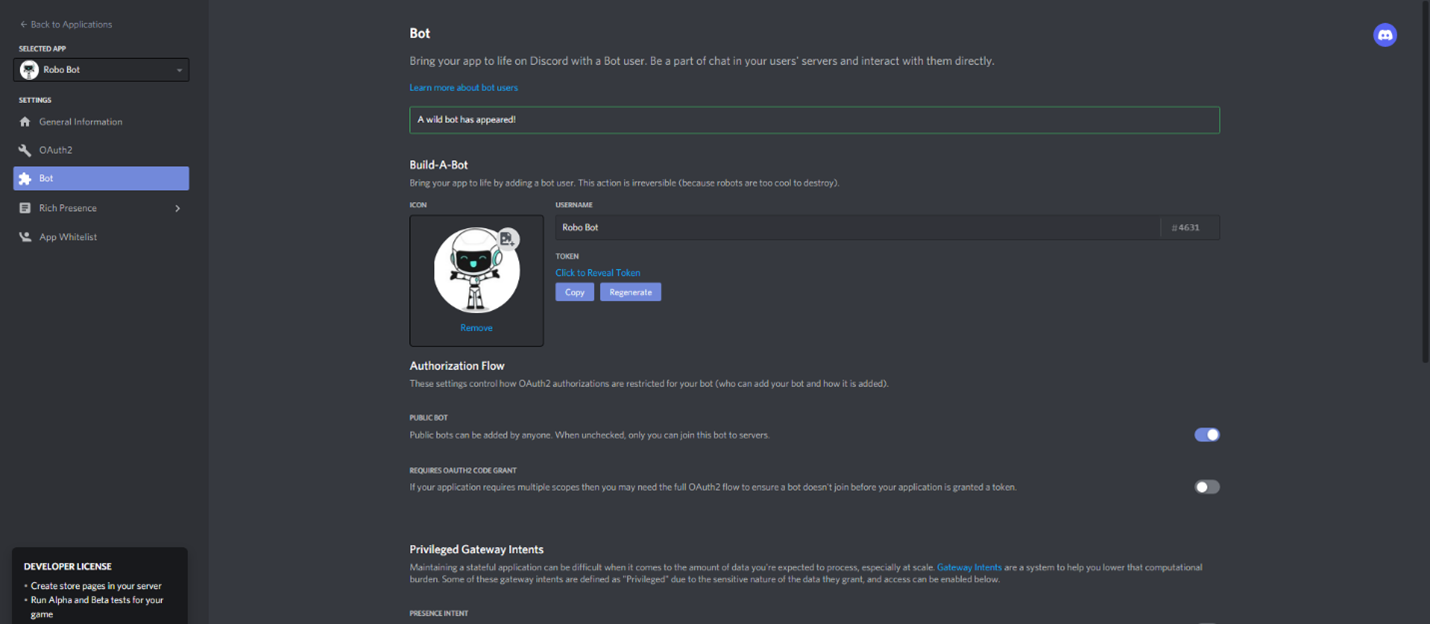 ← Back to Applications
SELECTED APP
Robo Bot
SETTINGS
General Information
OAuth2
Bot
Rich Presence
App Whitelist
DEVELOPER LICENSE
• Create store pages in your server
• Run Alpha and Beta tests for your
game
Bot
Bring your app to life on Discord with a Bot user. Be a part of chat in your users' servers and interact with them directly.
Learn more about bot users
A wild bot has appeared!
Build-A-Bot
Bring your app to life by adding a bot user. This action is irreversible (because robots are too cool to destroy).
ICON
Remove
USERNAME
Robo Bot #4631
TOKEN
Click to Reveal Token
Copy Regenerate
Authorization Flow
These settings control how OAuth2 authorizations are restricted for your bot (who can add your bot and how it is added).
PUBLIC BOT
Public bots can be added by anyone. When unchecked, only you can join this bot to servers.
REQUIRES OAUTH2 CODE GRANT
If your application requires multiple scopes then you may need the full OAuth2 flow to ensure a bot doesn't join before your application is granted a token.
Privileged Gateway Intents
Maintaining a stateful application can be difficult when it comes to the amount of data you're expected to process, especially at scale. Gateway Intents are a system to help you lower that computational
burden. Some of these gateway intents are defined as "Privileged" due to the sensitive nature of the data they grant, and access can be enabled below.
PRESENCE INTENT